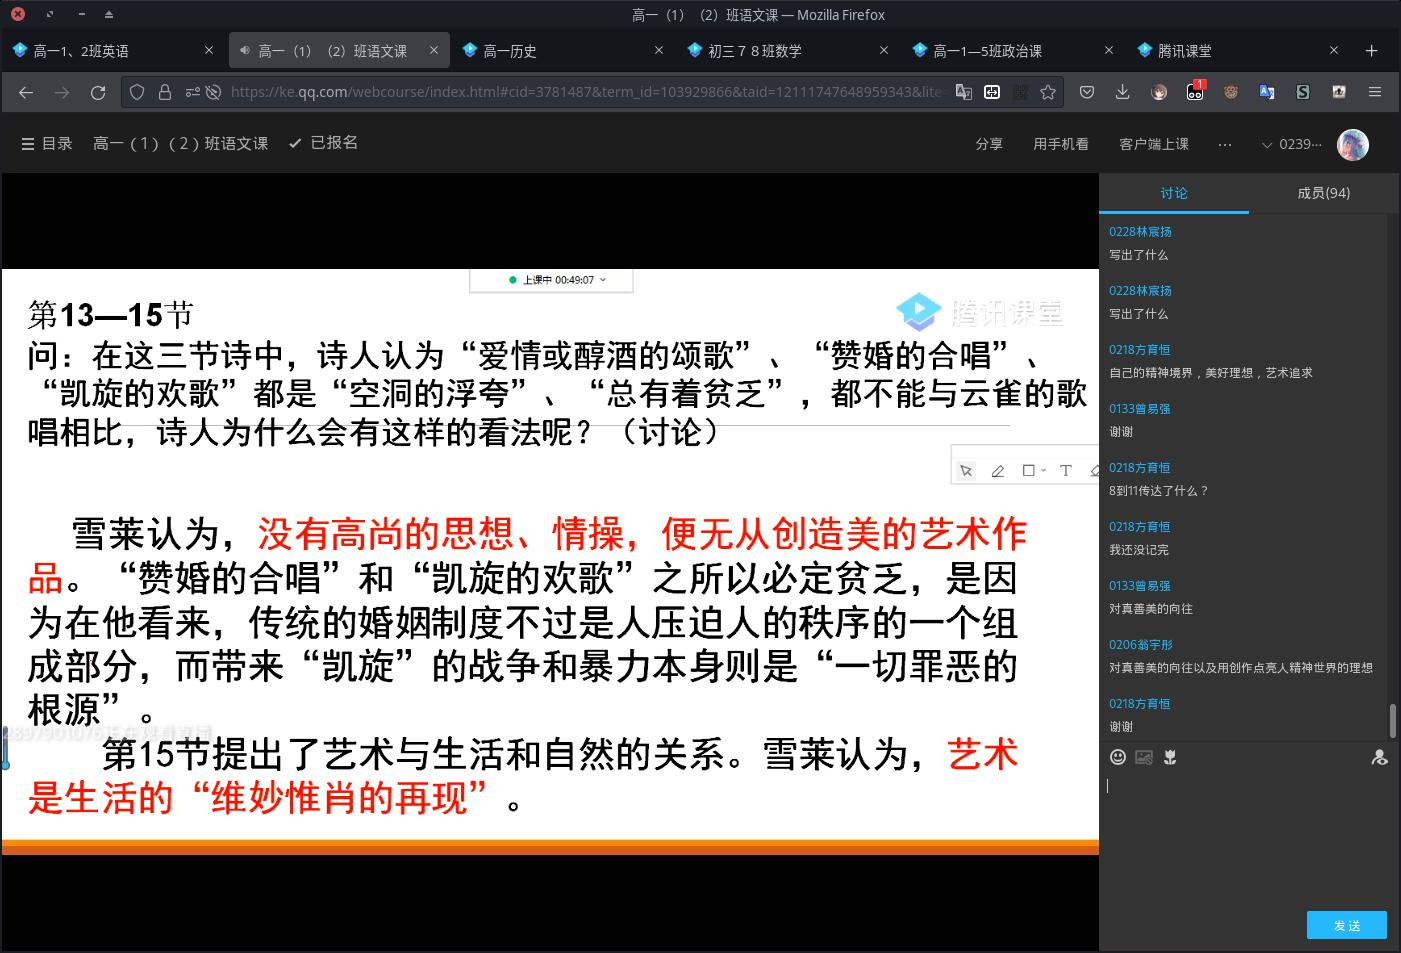 高一（1）（2）班语文课 — Mozilla Firefox
高一1、2班英语
高一（1）（2）班语文课
高一历史
初三７８班数学
高一1—5班政治课
腾讯课堂
https://ke.qq.com/webcourse/index.html#cid=3781487&term_id=103929866&taid=12111747648959343&lite=
1
目录
高一（1）（2）班语文课
已报名
分享
用手机看
客户端上课
···
0239···
讨论
成员(94)
上课中 00:49:07
腾讯课堂
第13—15节
问：在这三节诗中，诗人认为“爱情或醇酒的颂歌”、“赞婚的合唱”、
“凯旋的欢歌”都是“空洞的浮夸”、“总有着贫乏”，都不能与云雀的歌
唱相比，诗人为什么会有这样的看法呢？（讨论）
雪莱认为，没有高尚的思想、情操，便无从创造美的艺术作
品。“赞婚的合唱”和“凯旋的欢歌”之所以必定贫乏，是因
为在他看来，传统的婚姻制度不过是人压迫人的秩序的一个组
成部分，而带来“凯旋”的战争和暴力本身则是“一切罪恶的
根源”。
2897901076正在观看直播
第15节提出了艺术与生活和自然的关系。雪莱认为，艺术
是生活的“维妙惟肖的再现”。
0228林宸扬
写出了什么
0228林宸扬
写出了什么
0218方育恒
自己的精神境界，美好理想，艺术追求
0133曾易强
谢谢
0218方育恒
8到11传达了什么？
0218方育恒
我还没记完
0133曾易强
对真善美的向往
0206翁宇彤
对真善美的向往以及用创作点亮人精神世界的理想
0218方育恒
谢谢
发送